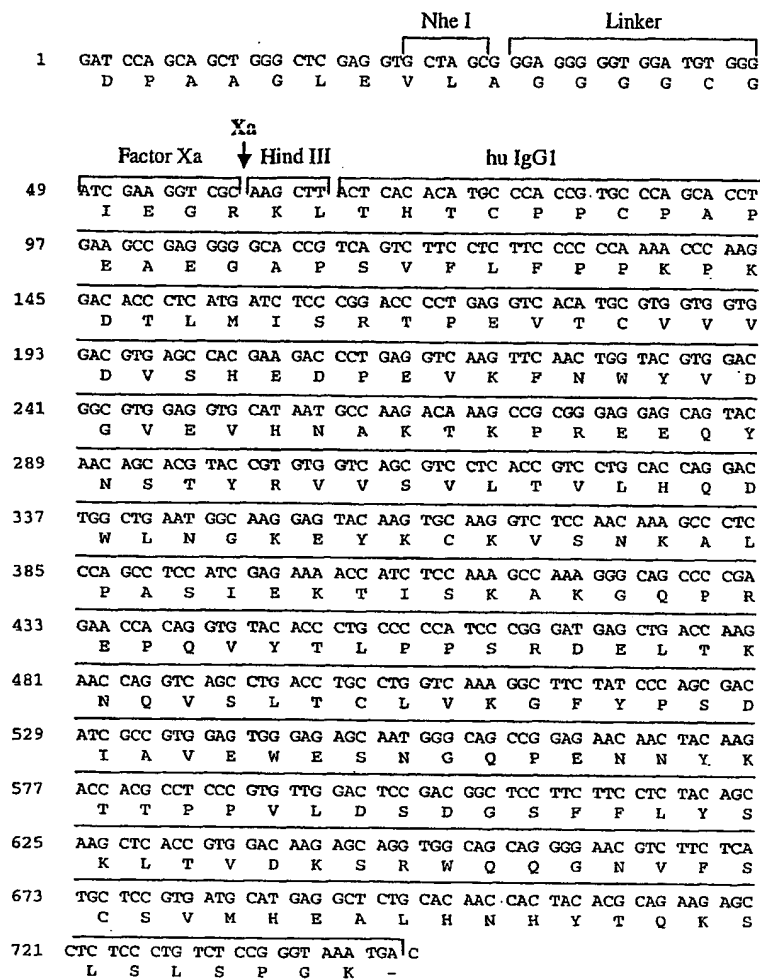 Nhe I Linker
1 GAT CCA GCA GCT GGG CTC GAG GTG CTA GCG GGA GGG GGT GGA TGT GGG
D P A A G L E V L A G G G G C G
Xa
Factor Xa Hind III hu IgG1
49 ATC GAA GGT CGC AAG CTT ACT CAC ACA TGC CCA CCG TGC CCA GCA CCT
I E G R K L T H T C P P C P A P
97 GAA GCC GAG GGG GCA CCG TCA GTC TTC CTC TTC CCC CCA AAA CCC AAG
E A E G A P S V F L F P P K P K
145 GAC ACC CTC ATG ATC TCC CGG ACC CCT GAG GTC ACA TGC GTG GTG GTG
D T L M I S R T P E V T C V V V
193 GAC GTG AGC CAC GAA GAC CCT GAG GTC AAG TTC AAC TGG TAC GTG GAC
D V S H E D P E V K F N W Y V D
241 GGC GTG GAG GTG CAT AAT GCC AAG ACA AAG CCG CGG GAG GAG CAG TAC
G V E V H N A K T K P R E E Q Y
289 AAC AGC ACG TAC CGT GTG GTC AGC GTC CTC ACC GTC CTG CAC CAG GAC
N S T Y R V V S V L T V L H Q D
337 TGG CTG AAT GGC AAG GAG TAC AAG TGC AAG GTC TCC AAC AAA GCC CTC
W L N G K E Y K C K V S N K A L
385 CCA GCC TCC ATC GAG AAA ACC ATC TCC AAA GCC AAA GGG CAG CCC CGA
P A S I E K T I S K A K G Q P R
433 GAA CCA CAG GTG TAC ACC CTG CCC CCA TCC CGG GAT GAG CTG ACC AAG
E P Q V Y T L P P S R D E L T K
481 AAC CAG GTC AGC CTG ACC TGC CTG GTC AAA GGC TTC TAT CCC AGC GAC
N Q V S L T C L V K G F Y P S D
529 ATC GCC GTG GAG TGG GAG AGC AAT GGG CAG CCG GAG AAC AAC TAC AAG
I A V E W E S N G Q P E N N Y K
577 ACC ACG CCT CCC GTG TTG GAC TCC GAC GGC TCC TTC TTC CTC TAC AGC
T T P P V L D S D G S F F L Y S
625 AAG CTC ACC GTG GAC AAG AGC AGG TGG CAG CAG GGG AAC GTC TTC TCA
K L T V D K S R W Q Q G N V F S
673 TGC TCC GTG ATG CAT GAG GCT CTG CAC AAC CAC TAC ACG CAG AAG AGC
C S V M H E A L H N H Y T Q K S
721 CTC TCC CTG TCT CCG GGT AAA TGA C
L S L S P G K -